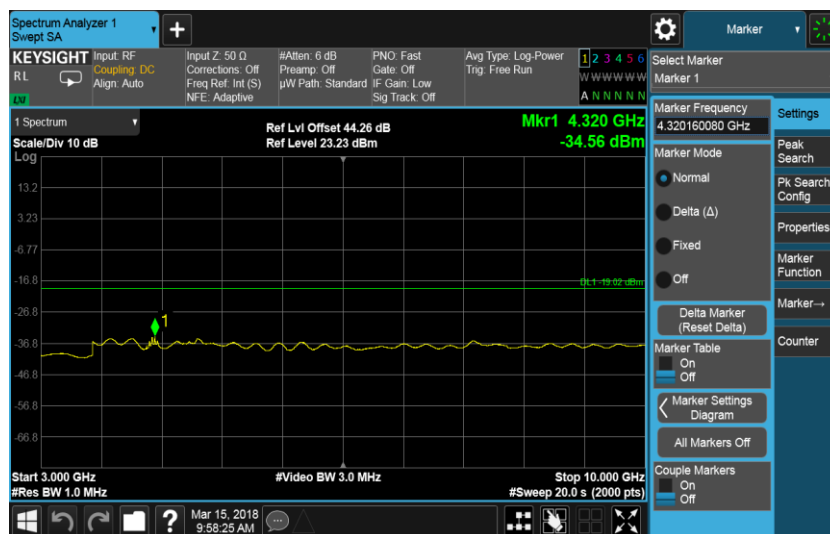 Spectrum Analyzer 1
Swept SA
+
Marker
KEYSIGHT
RL
LXI
Input: RF
Coupling: DC
Align: Auto
Input Z: 50 Ω
Corrections: Off
Freq Ref: Int (S)
NFE: Adaptive
#Atten: 6 dB
Preamp: Off
µW Path: Standard
PNO: Fast
Gate: Off
IF Gain: Low
Sig Track: Off
Avg Type: Log-Power
Trig: Free Run
1 2 3 4 5 6
W W W W W W
A N N N N N
Select Marker
Marker 1
1 Spectrum
Scale/Div 10 dB
Log
Ref Lvl Offset 44.26 dB
Ref Level 23.23 dBm
Mkr1 4.320 GHz
-34.56 dBm
13.2
3.23
-6.77
-16.8
-26.8
-36.8
-46.8
-56.8
-66.8
DL1 -19.02 dBm
1
Start 3.000 GHz
#Res BW 1.0 MHz
#Video BW 3.0 MHz
Stop 10.000 GHz
#Sweep 20.0 s (2000 pts)
Marker Frequency
4.320160080 GHz
Marker Mode
Normal
Delta (Δ)
Fixed
Off
Delta Marker
(Reset Delta)
Marker Table
On
Off
Marker Settings
Diagram
All Markers Off
Couple Markers
On
Off
Settings
Peak
Search
Pk Search
Config
Properties
Marker
Function
Marker→
Counter
?
Mar 15, 2018
9:58:25 AM